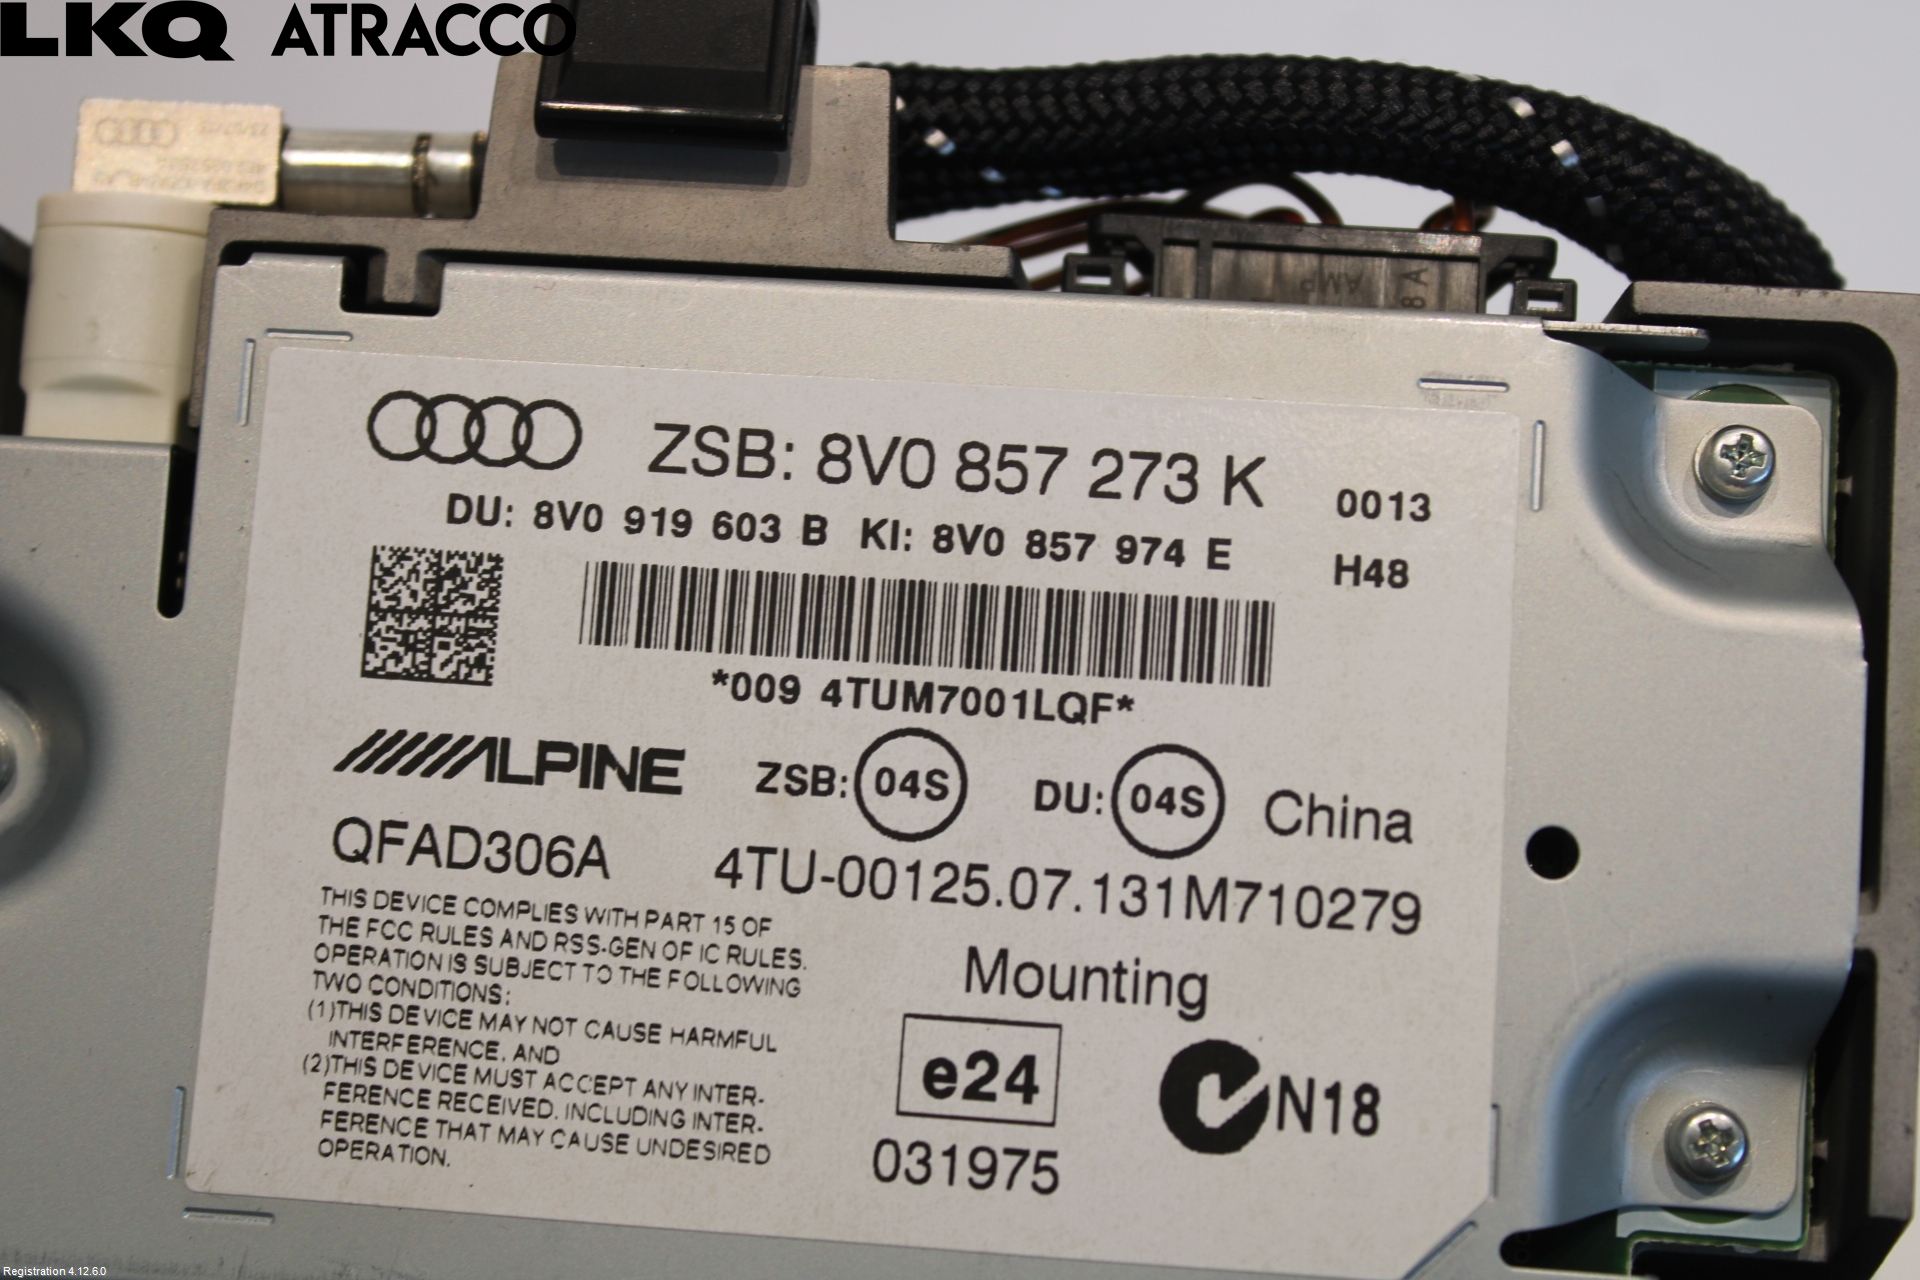 LKQ ATRACCO
AMP
8A
ZSB: 8V0 857 273 K
0013
DU: 8V0 919 603 B KI: 8V0 857 974 E
H48
*009 4TUM7001LQF*
ALPINE
ZSB: 04S DU: 04S China
QFAD306A 4TU-00125.07.131M710279
THIS DEVICE COMPLIES WITH PART 15 OF
THE FCC RULES AND RSS-GEN OF IC RULES.
OPERATION IS SUBJECT TO THE FOLLOWING
TWO CONDITIONS:
(1)THIS DEVICE MAY NOT CAUSE HARMFUL
INTERFERENCE, AND
(2)THIS DEVICE MUST ACCEPT ANY INTER-
FERENCE RECEIVED, INCLUDING INTER-
FERENCE THAT MAY CAUSE UNDESIRED
OPERATION.
Mounting
e24
N18
031975
Registration 4.12.6.0